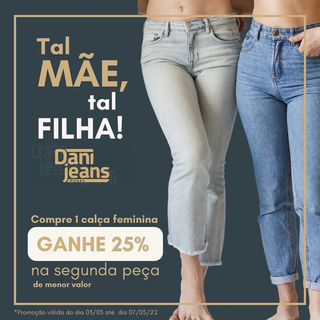 Tal
MÃE,
tal
FILHA!
Dani
jeans
Compre 1 calça feminina
GANHE 25%
na segunda peça
de menor valor
*Promoção válida do dia 03/05 até dia 07/05/22